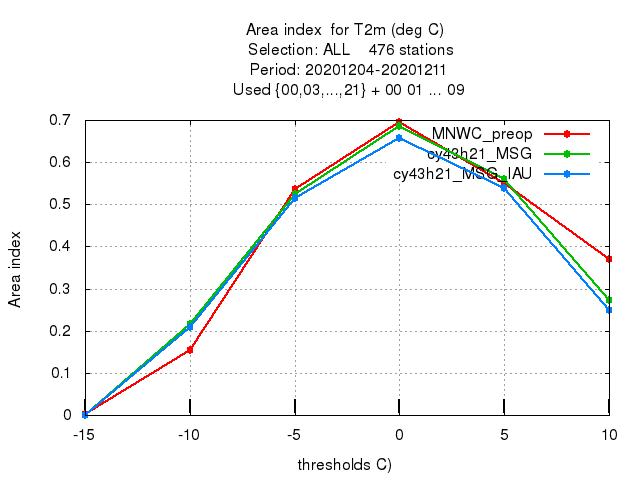 Area index  for T2m (deg C)
Selection: ALL    476 stations
Period: 20201204-20201211
Used {00,03,...,21} + 00 01 ... 09
0.7
0.6
0.5
0.4
0.3
0.2
0.1
0
Area index
MNWC_preop
cy43h21_MSG
cy43h21_MSG_IAU
-15
-10
-5
0
5
10
thresholds C)